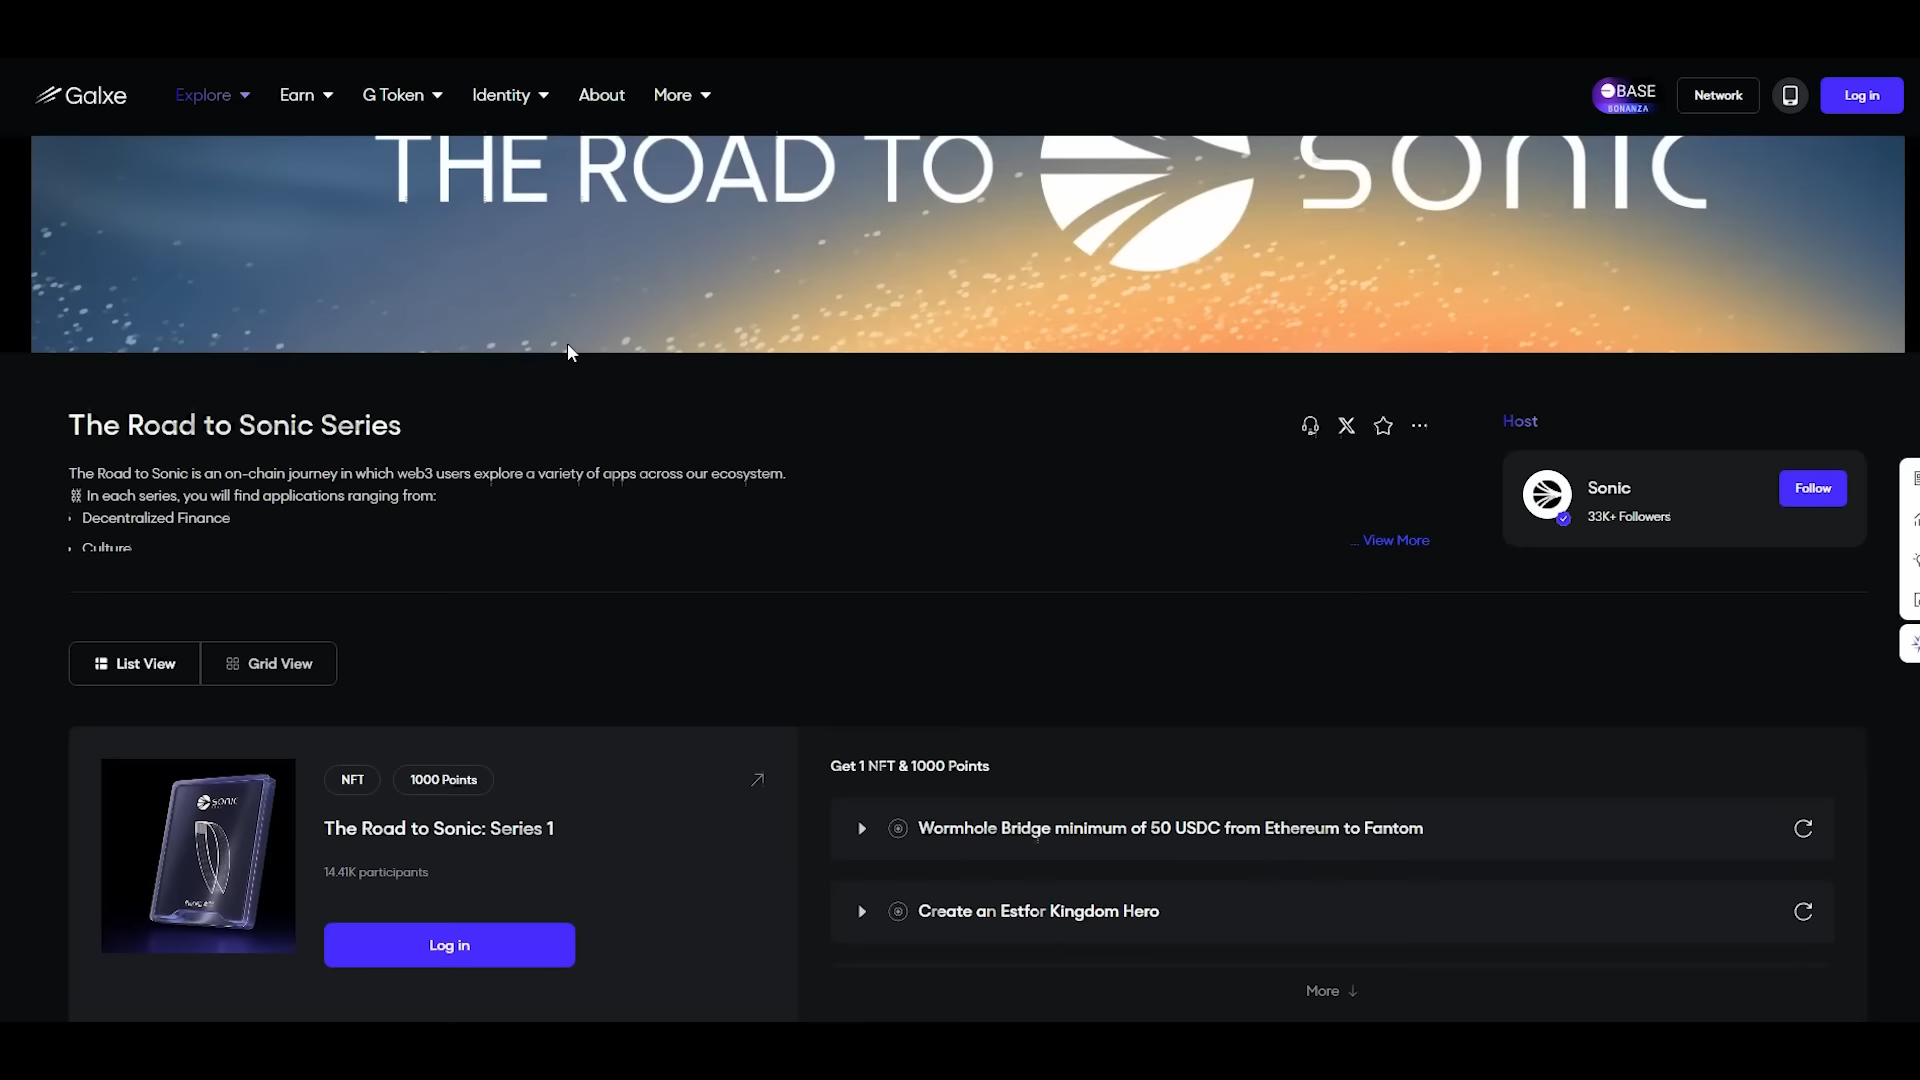 Galxe
Explore
Earn
G Token
Identity
About
More
BASE
BONANZA
Network
Log in
THE ROAD TO SONIC
The Road to Sonic Series
The Road to Sonic is an on-chain journey in which web3 users explore a variety of apps across our ecosystem.
⛓ In each series, you will find applications ranging from:
Decentralized Finance
Culture
... View More
Host
Sonic
33K+ Followers
Follow
List View
Grid View
SONIC
NFT
1000 Points
The Road to Sonic: Series 1
14.41K participants
Log in
Get 1 NFT & 1000 Points
Wormhole Bridge minimum of 50 USDC from Ethereum to Fantom
Create an Estfor Kingdom Hero
More ↓